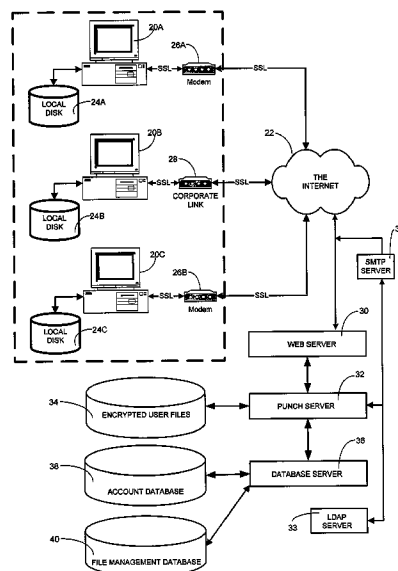 20A
26A
SSL
SSL
Modem
LOCAL
DISK
24A
20B
22
28
SSL
SSL
CORPORATE
LINK
THE
INTERNET
LOCAL
DISK
24B
20C
26B
3
SMTP
SERVER
SSL
SSL
Modem
LOCAL
DISK
24C
30
WEB SERVER
34
32
ENCRYPTED USER FILES
PUNCH SERVER
38
36
ACCOUNT DATABASE
DATABASE SERVER
40
33
LDAP
SERVER
FILE MANAGEMENT DATABASE